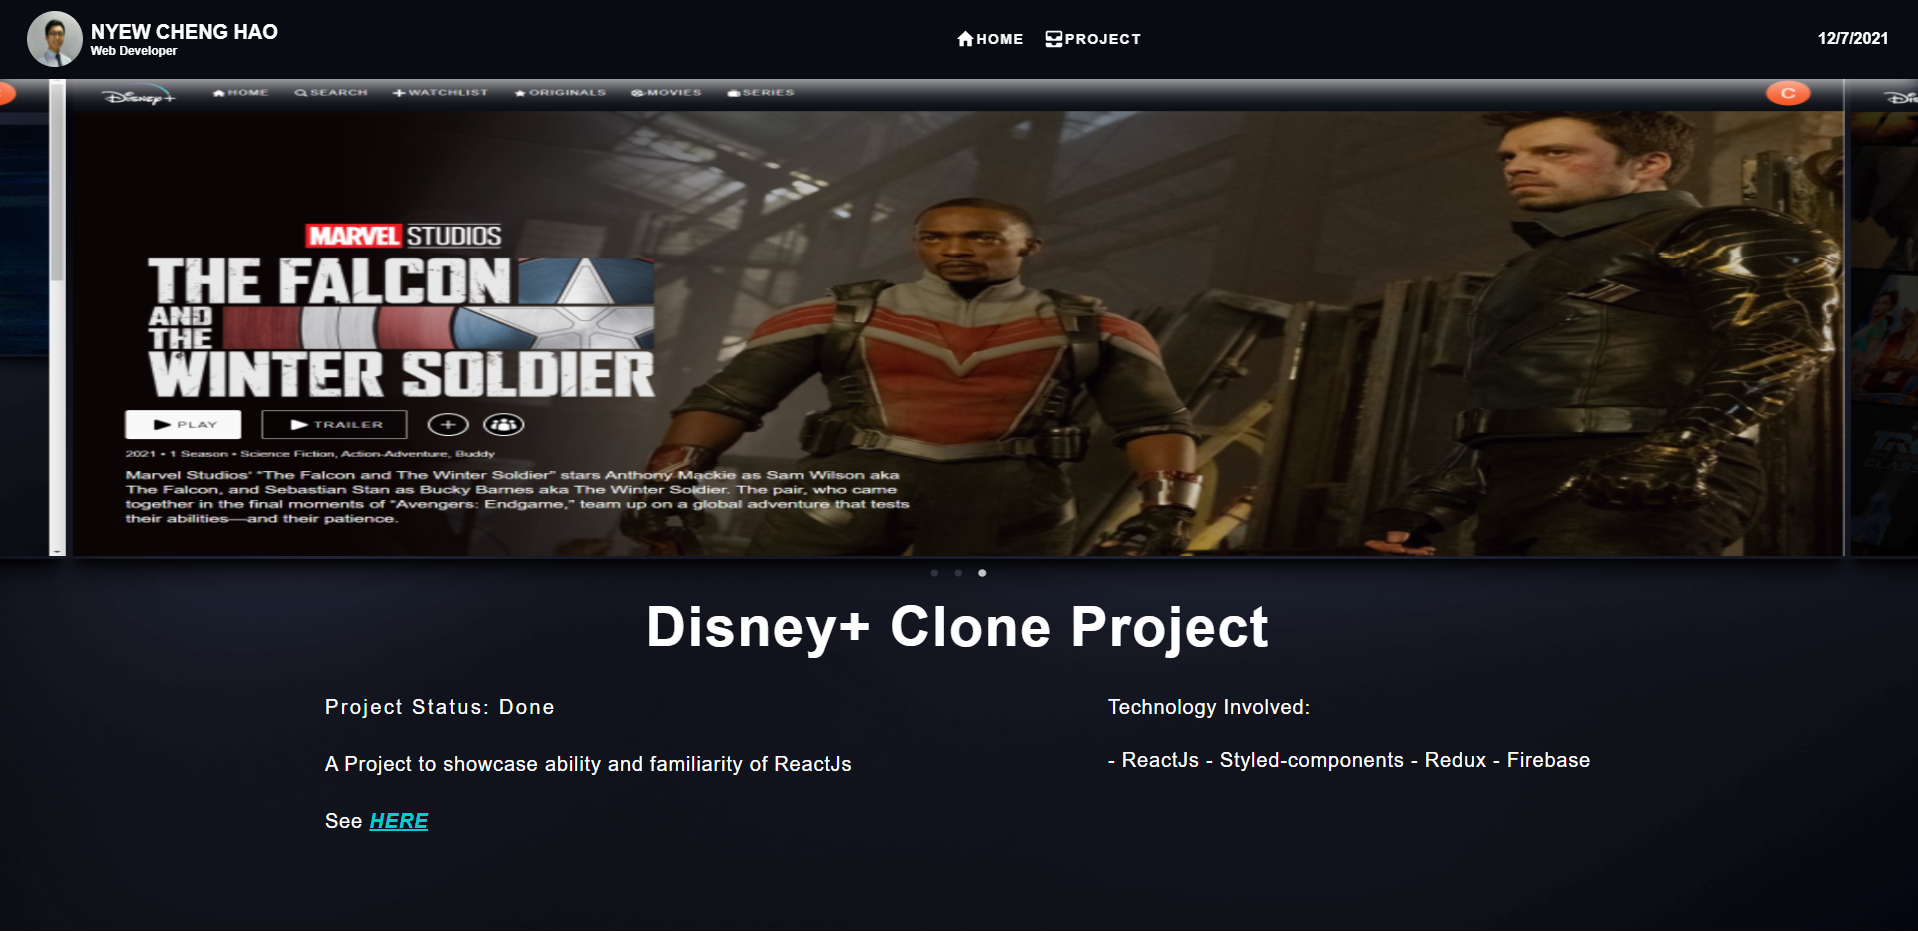 NYEW CHENG HAO
Web Developer
HOME
PROJECT
12/7/2021
Disney+
HOME
SEARCH
WATCHLIST
ORIGINALS
MOVIES
SERIES
C
MARVEL STUDIOS
THE FALCON
AND
THE
WINTER SOLDIER
PLAY
TRAILER
2021 • 1 Season • Science Fiction, Action-Adventure, Buddy
Marvel Studios' "The Falcon and The Winter Soldier" stars Anthony Mackie as Sam Wilson aka
The Falcon, and Sebastian Stan as Bucky Barnes aka The Winter Soldier. The pair, who came
together in the final moments of "Avengers: Endgame," team up on a global adventure that tests
their abilities—and their patience.
Disney+ Clone Project
Project Status: Done
A Project to showcase ability and familiarity of ReactJs
See HERE
Technology Involved:
- ReactJs - Styled-components - Redux - Firebase